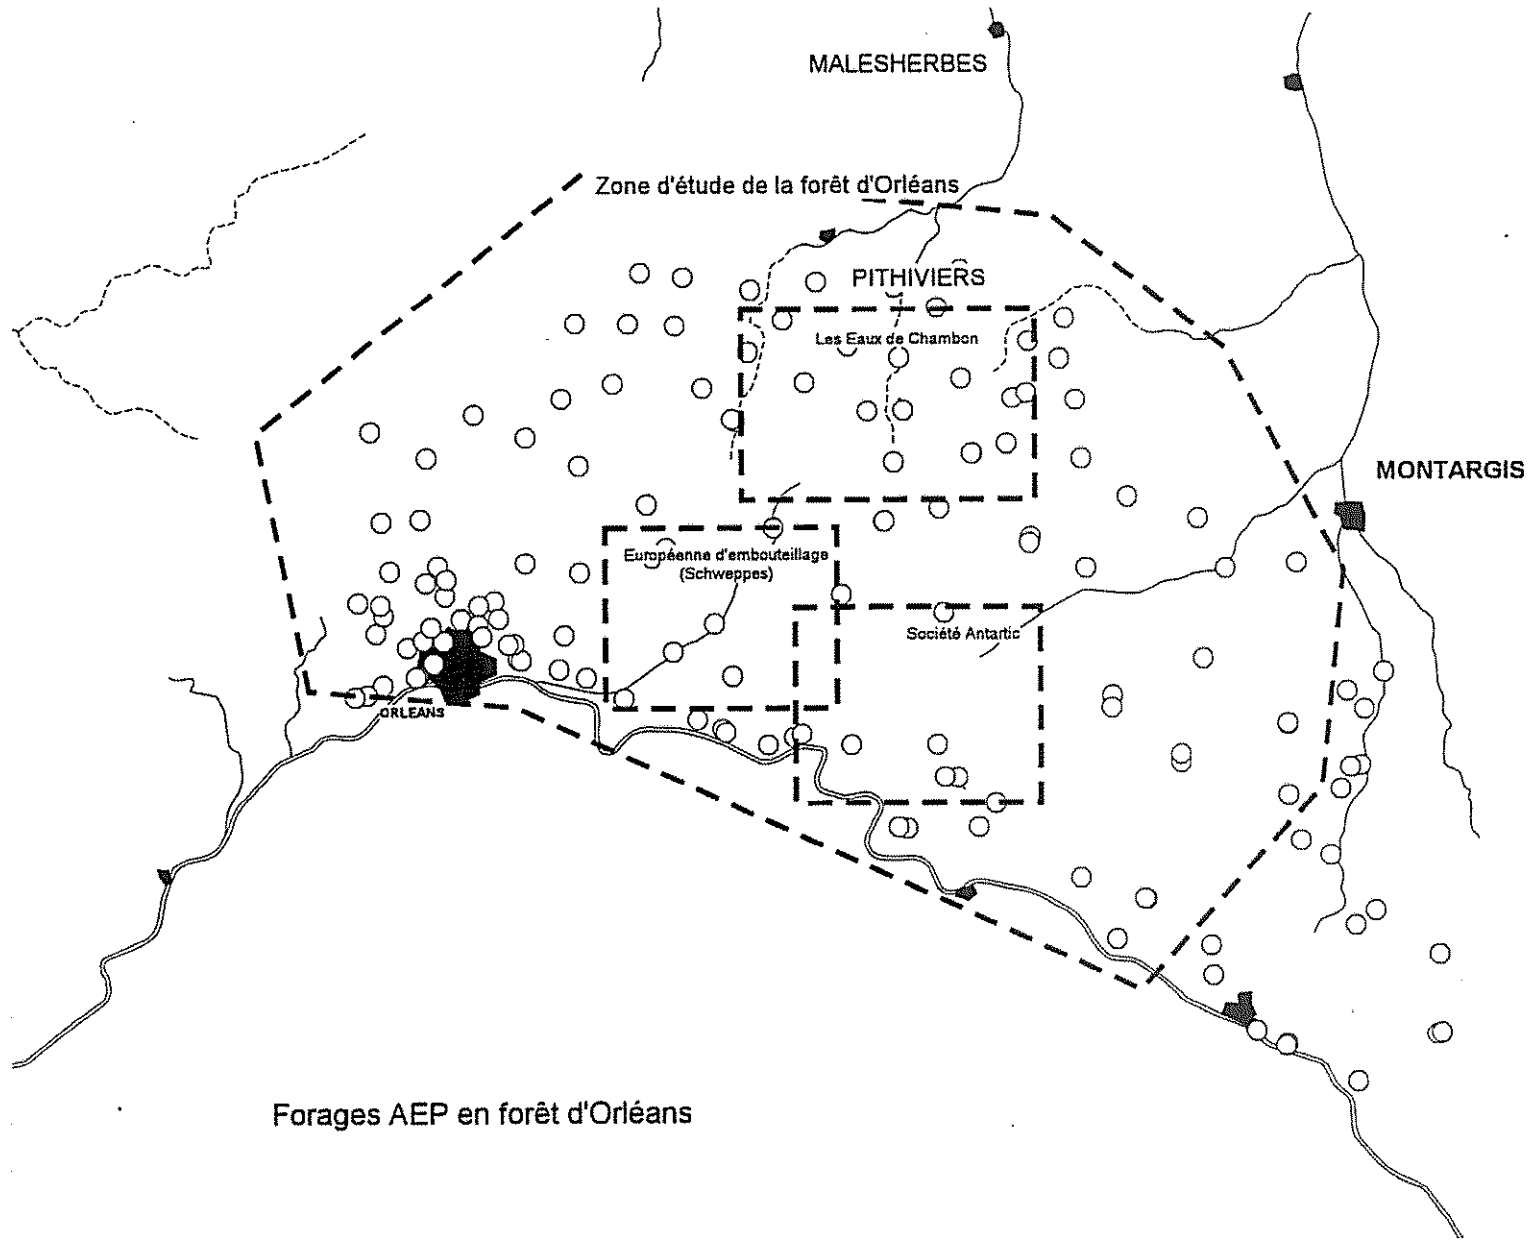 MALESHERBES
Zone d'étude de la forêt d'Orléans
PITHIVIERS
Les Eaux de Chambon
MONTARGIS
Européenne d'embouteillage
(Schweppes)
Société Antartic
ORLEANS
Forages AEP en forêt d'Orléans